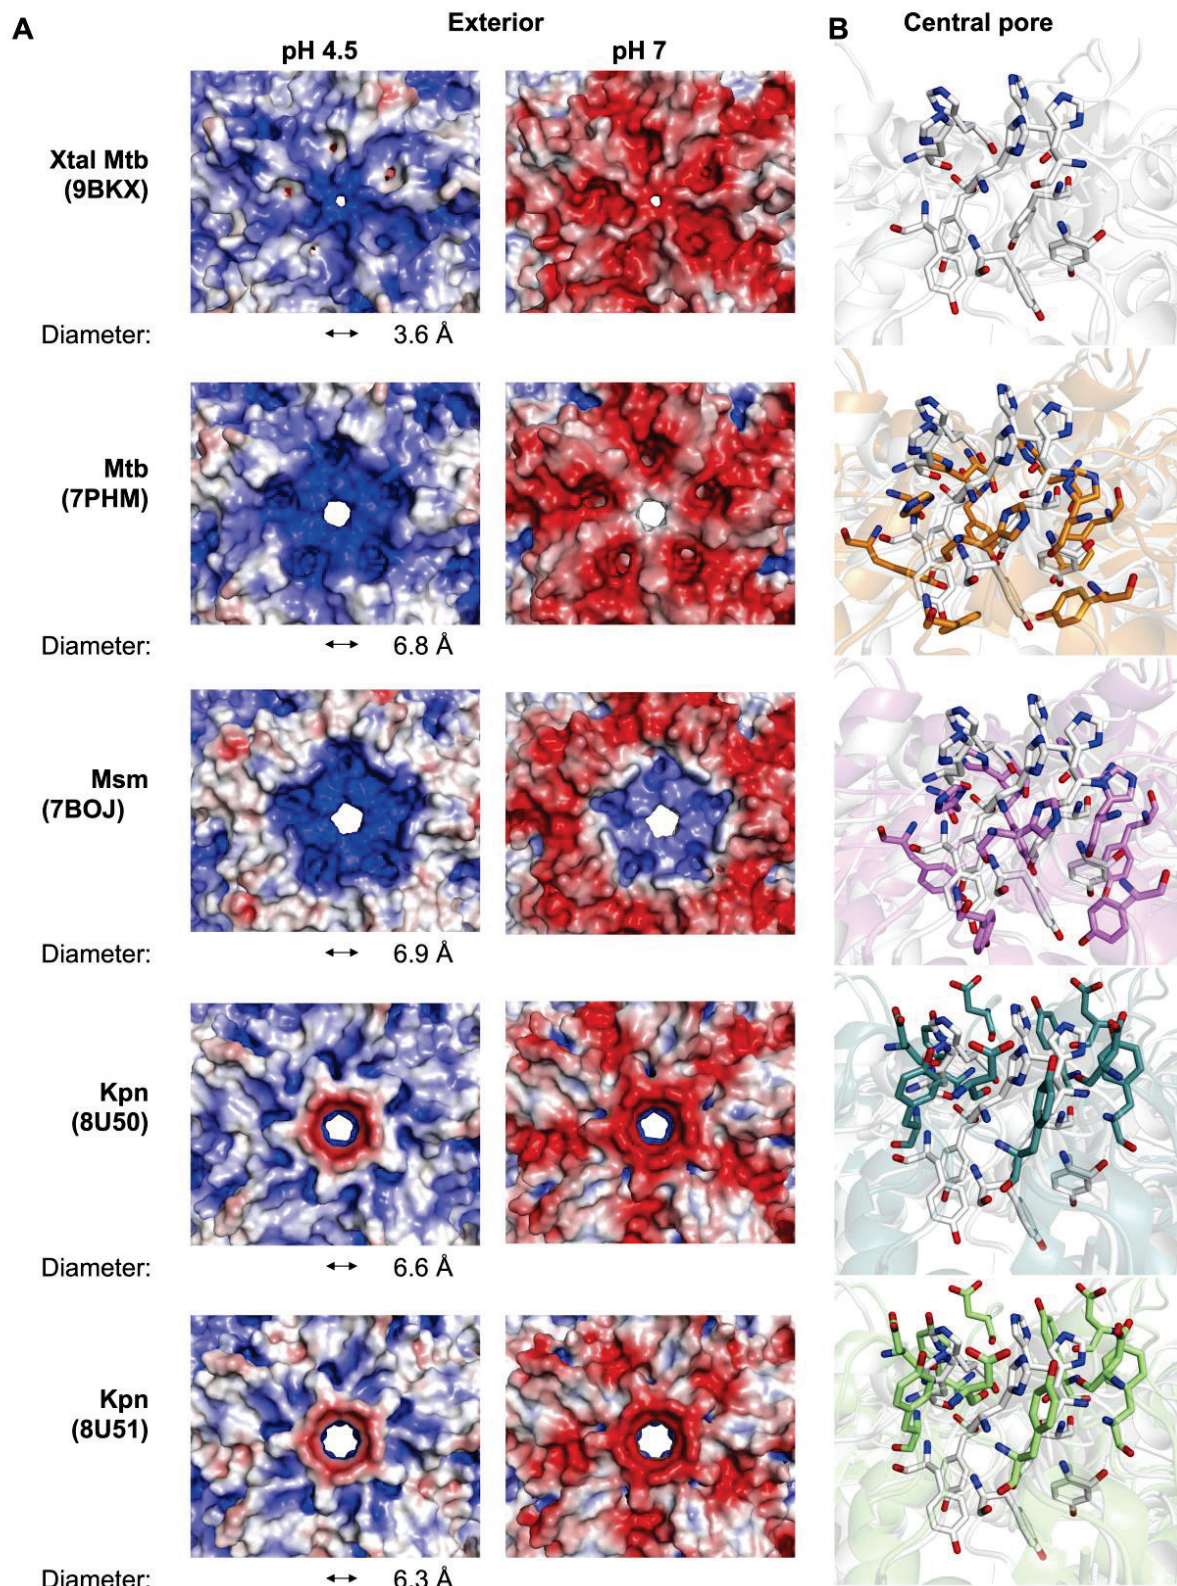 A
Exterior
B
Central pore
pH 4.5
pH 7
Xtal Mtb
(9BKX)
Diameter:
3.6 Å
Mtb
(7PHM)
Diameter:
6.8 Å
Msm
(7BOJ)
Diameter:
6.9 Å
Kpn
(8U50)
Diameter:
6.6 Å
Kpn
(8U51)
Diameter:
6.3 Å